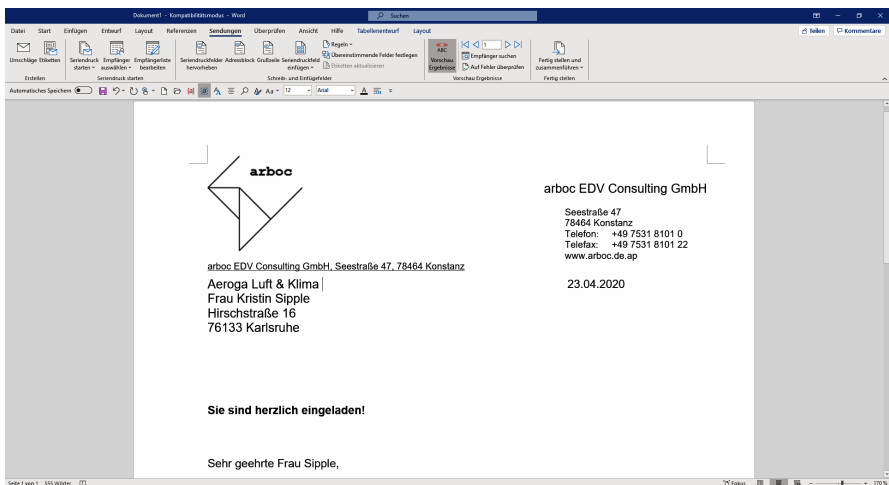 Dokument1 - Kompatibilitätsmodus - Word
Suchen
Datei Start Einfügen Entwurf Layout Referenzen Sendungen Überprüfen Ansicht Hilfe Tabellenentwurf Layout
Teilen Kommentare
Umschläge Etiketten
Seriendruck starten
Empfänger auswählen
Empfängerliste bearbeiten
Seriendruckfelder hervorheben
Adressblock Grußzeile
Seriendruckfeld einfügen
Regeln
Übereinstimmende Felder festlegen
Etiketten aktualisieren
ABC
Vorschau Ergebnisse
1
Empfänger suchen
Auf Fehler überprüfen
Fertig stellen und zusammenführen
Erstellen
Seriendruck starten
Schreib- und Einfügefelder
Vorschau Ergebnisse
Fertig stellen
Automatisches Speichern
Aa
12
Arial
arboc
arboc EDV Consulting GmbH
Seestraße 47
78464 Konstanz
Telefon: +49 7531 8101 0
Telefax: +49 7531 8101 22
www.arboc.de.ap
arboc EDV Consulting GmbH, Seestraße 47, 78464 Konstanz
Aeroga Luft & Klima
23.04.2020
Frau Kristin Sipple
Hirschstraße 16
76133 Karlsruhe
Sie sind herzlich eingeladen!
Sehr geehrte Frau Sipple,
Seite 1 von 1 555 Wörter
Fokus
170 %